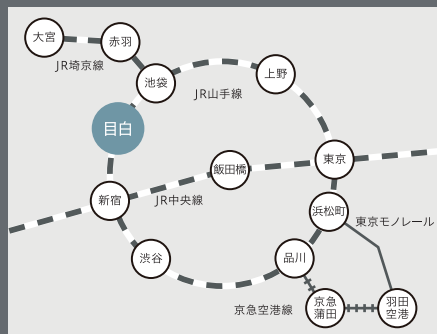 大宮
赤羽
JR埼京線
池袋
JR山手線
上野
目白
東京
飯田橋
新宿
JR中央線
浜松町
東京モノレール
渋谷
品川
京急空港線
京急
蒲田
羽田
空港